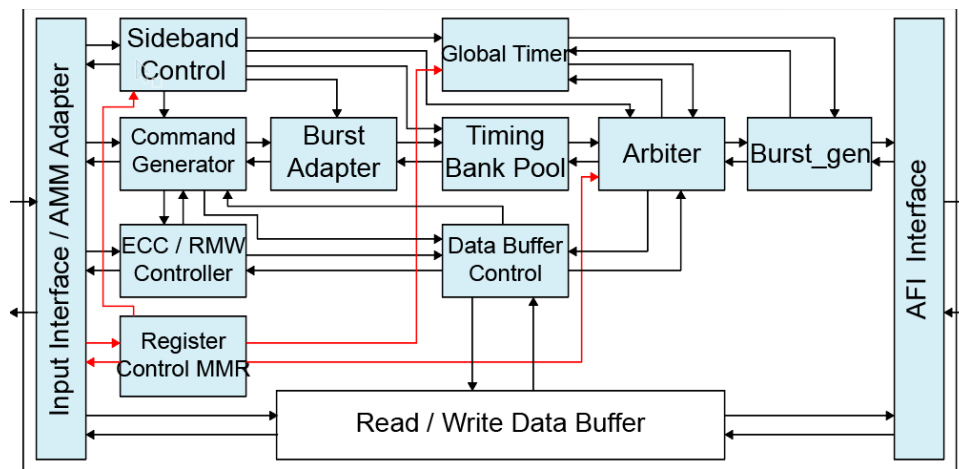 Input Interface / AMM Adapter
Sideband
Control
Global Timer
Command
Generator
Burst
Adapter
Timing
Bank Pool
Arbiter
Burst_gen
ECC / RMW
Controller
Data Buffer
Control
Register
Control MMR
Read / Write Data Buffer
AFI Interface